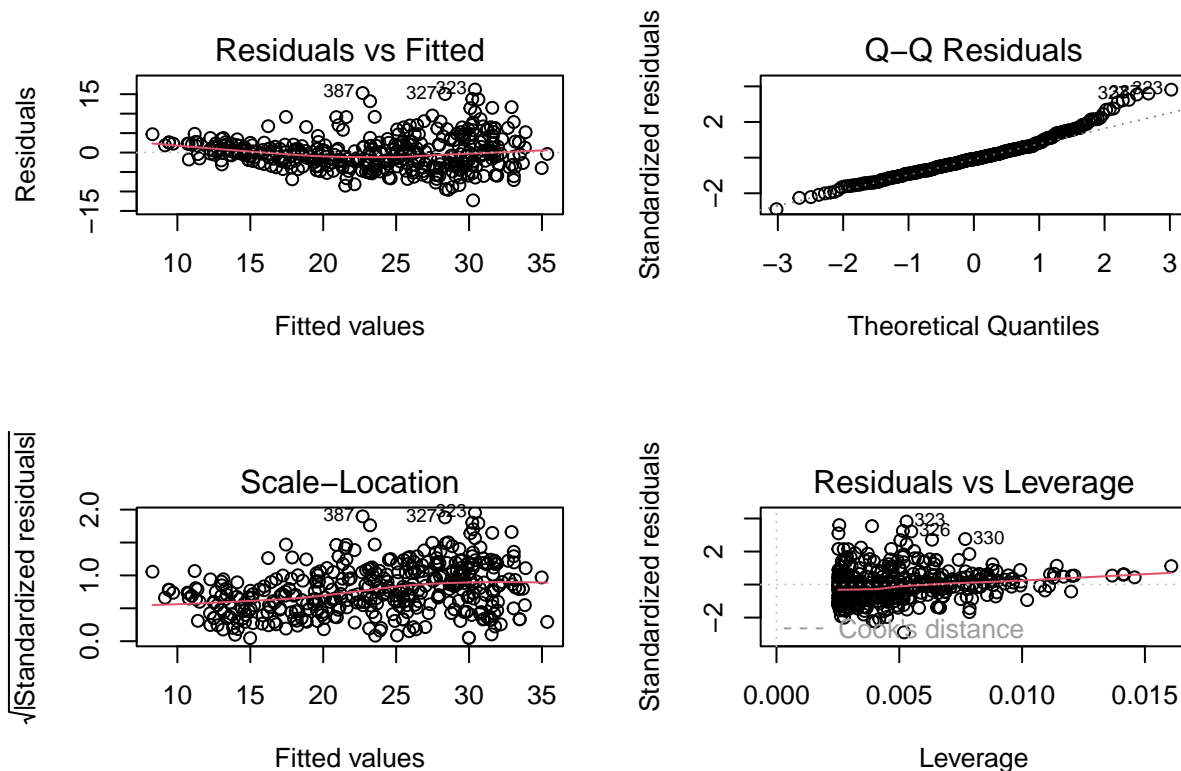 Residuals vs Fitted
Residuals
15
0
−15
387
327
323
10 15 20 25 30 35
Fitted values
Q−Q Residuals
Standardized residuals
2
−2
323
−3 −2 −1 0 1 2 3
Theoretical Quantiles
Scale−Location
√|Standardized residuals|
2.0
1.0
0.0
387
327
323
10 15 20 25 30 35
Fitted values
Residuals vs Leverage
Standardized residuals
2
−2
323
326
330
Cook's distance
0.000 0.005 0.010 0.015
Leverage